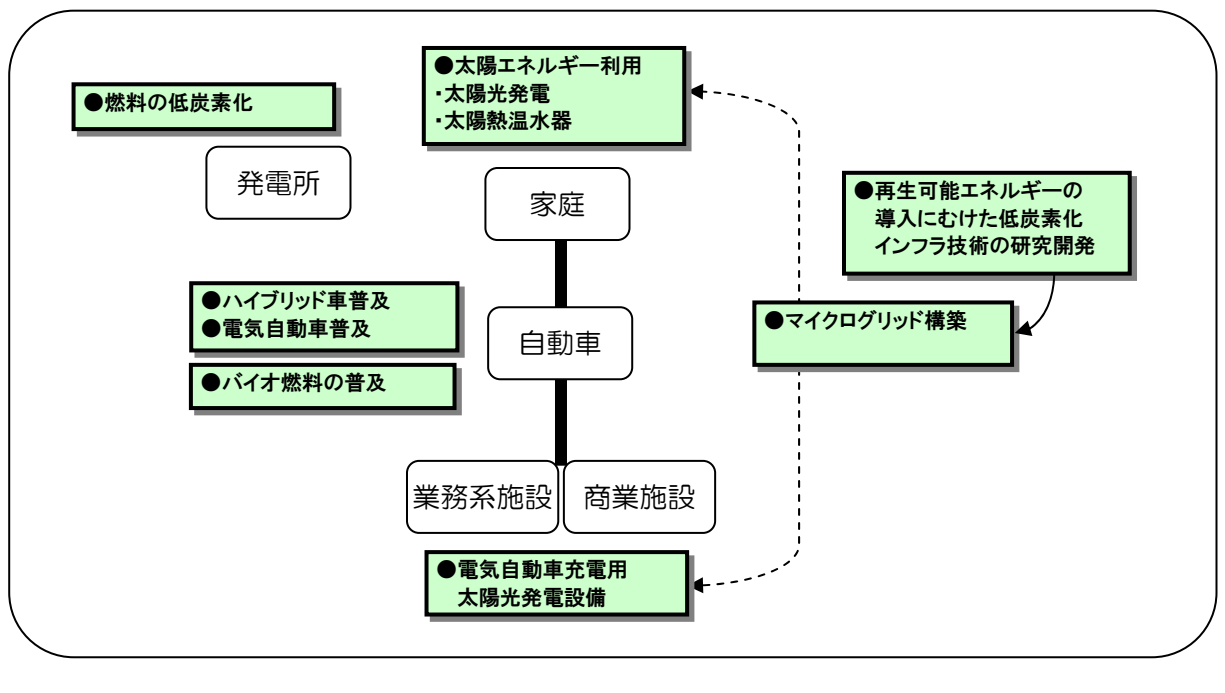 ●燃料の低炭素化
発電所
●太陽エネルギー利用
・太陽光発電
・太陽熱温水器
家庭
●再生可能エネルギーの
導入にむけた低炭素化
インフラ技術の研究開発
●ハイブリッド車普及
●電気自動車普及
●バイオ燃料の普及
自動車
●マイクログリッド構築
業務系施設
商業施設
●電気自動車充電用
太陽光発電設備